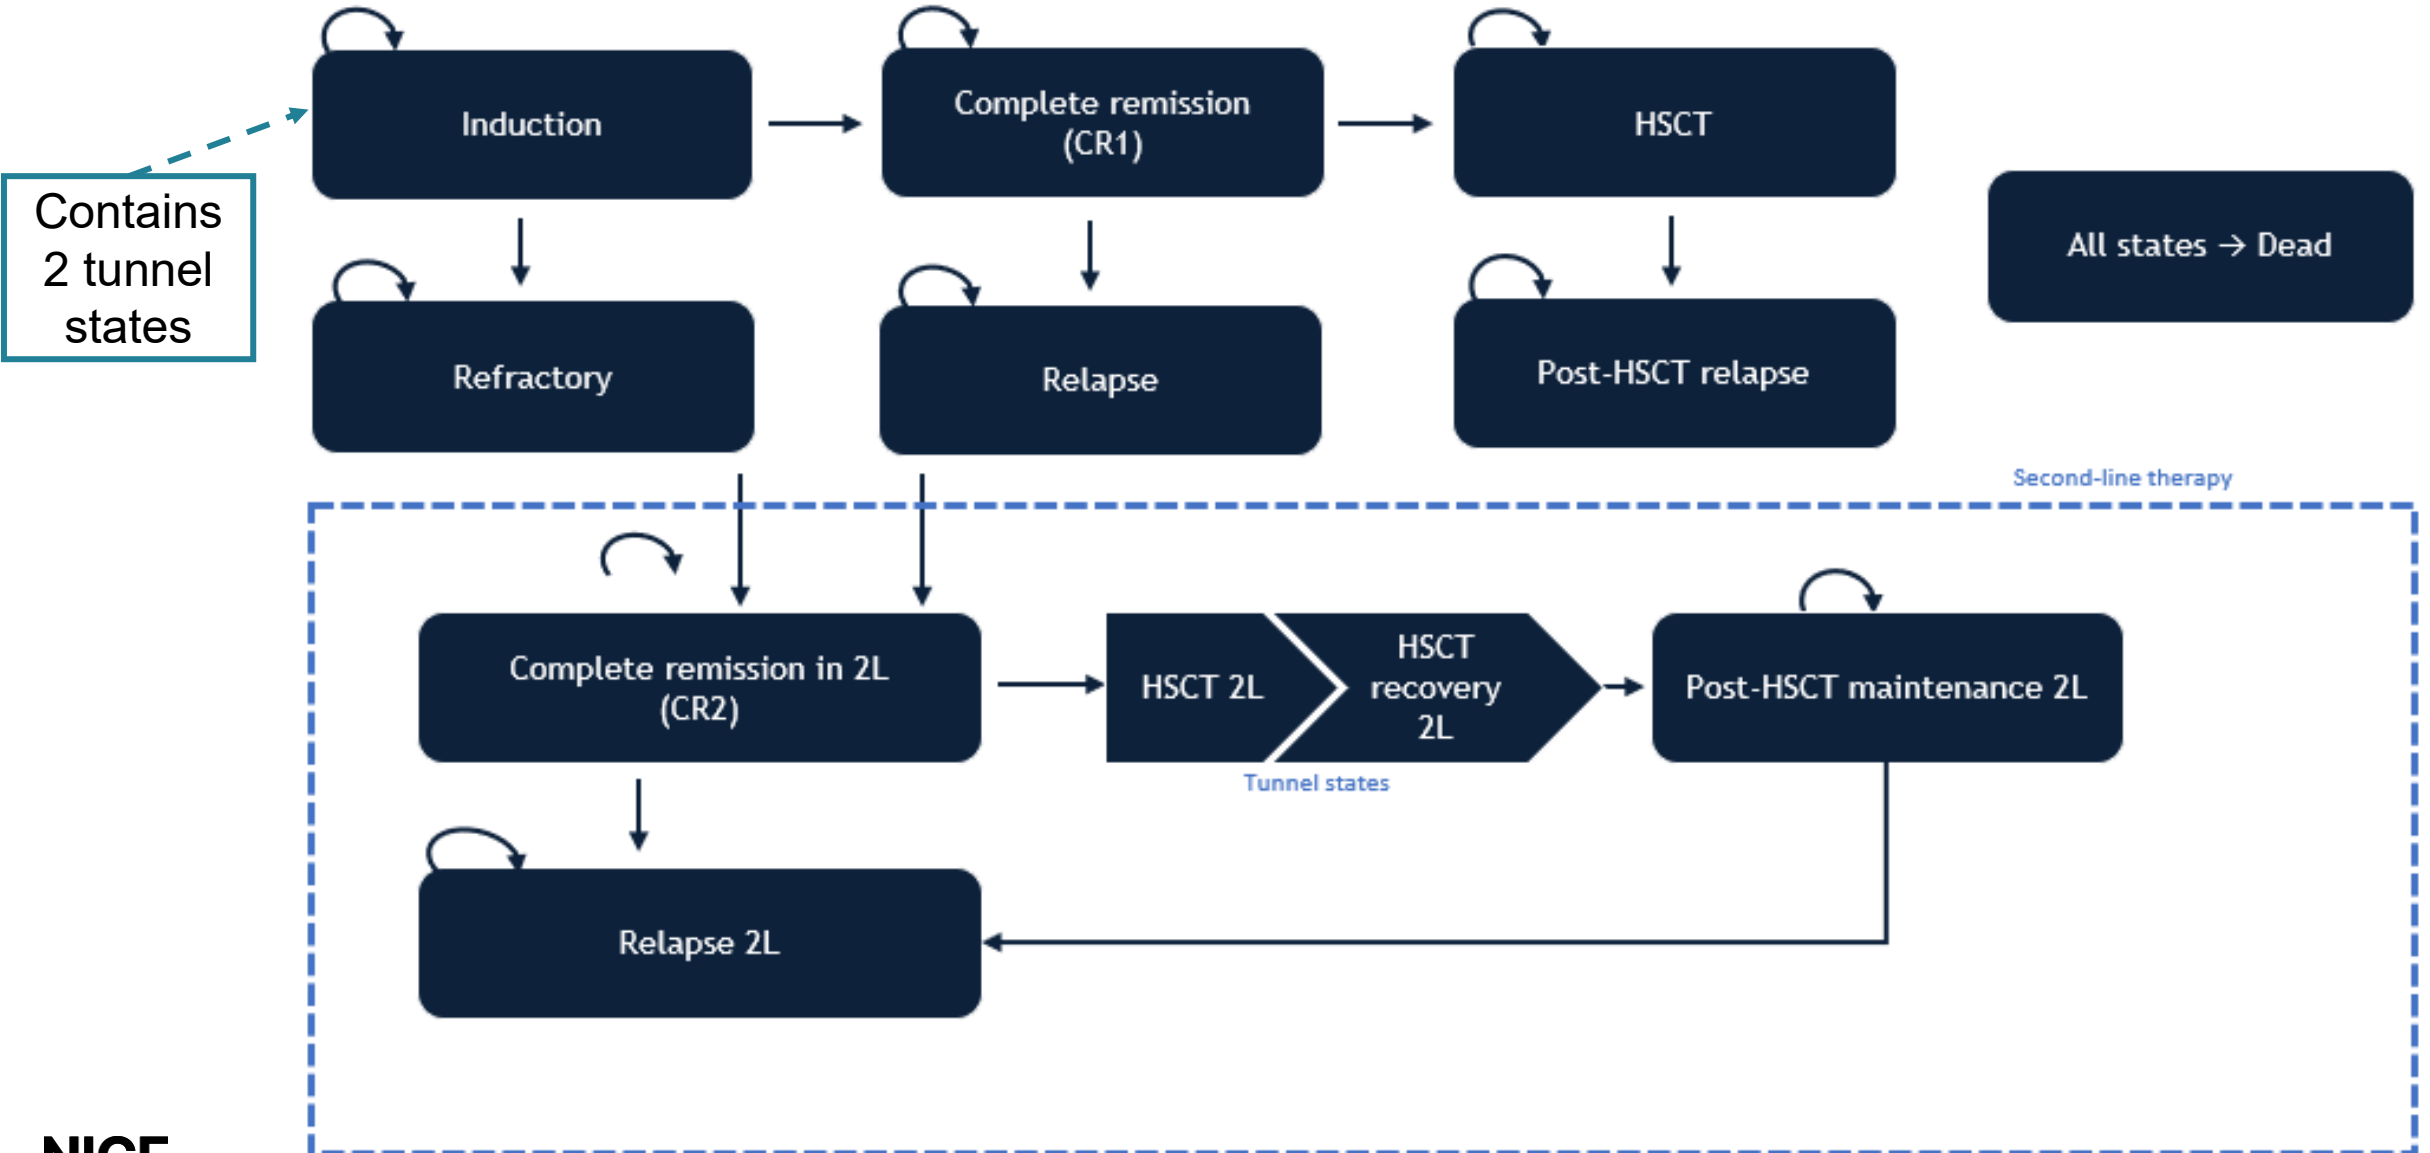 Induction
Complete remission
(CR1)
HSCT
Contains
2 tunnel
states
All states → Dead
Refractory
Relapse
Post-HSCT relapse
Second-line therapy
Complete remission in 2L
(CR2)
HSCT 2L
HSCT
recovery
2L
Post-HSCT maintenance 2L
Tunnel states
Relapse 2L
NICE